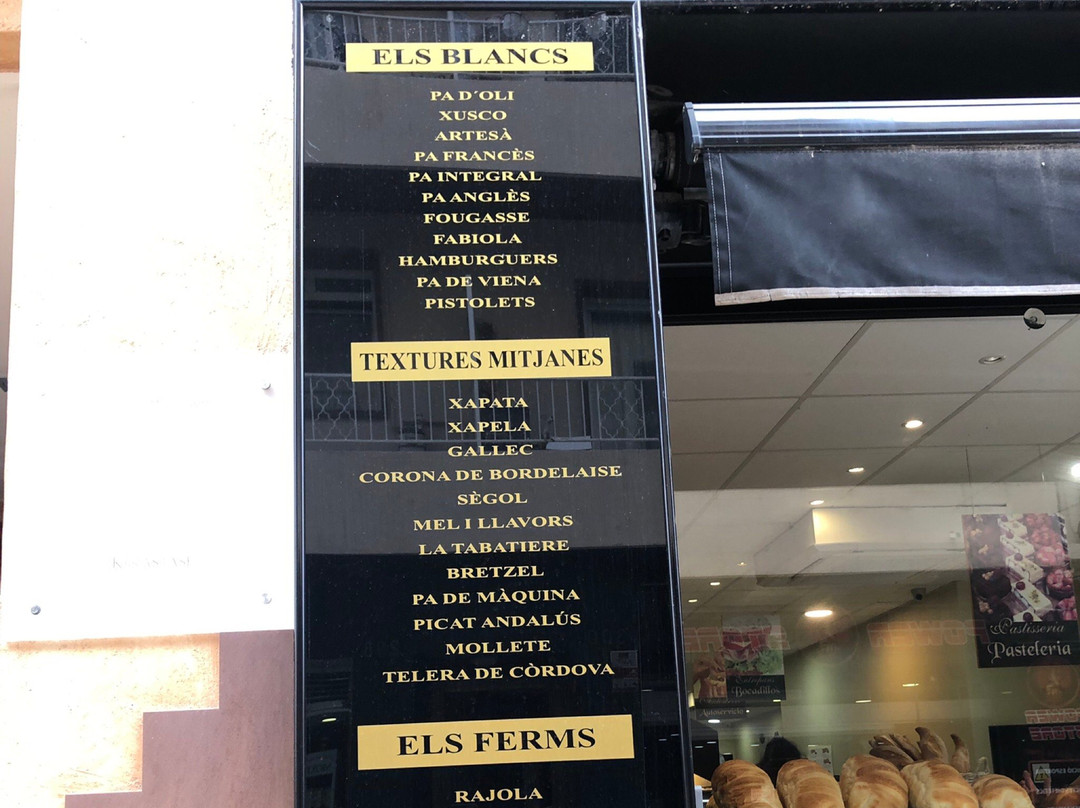 ELS BLANCS
PA D´OLI
XUSCO
ARTESÀ
PA FRANCÈS
PA INTEGRAL
PA ANGLÈS
FOUGASSE
FABIOLA
HAMBURGUERS
PA DE VIENA
PISTOLETS
TEXTURES MITJANES
XAPATA
XAPELA
GALLEC
CORONA DE BORDELAISE
SÈGOL
MEL I LLAVORS
LA TABATIERE
BRETZEL
PA DE MÀQUINA
PICAT ANDALÚS
MOLLETE
TELERA DE CÒRDOVA
ELS FERMS
RAJOLA
Pastisseria
Pastelería
Bocadillos